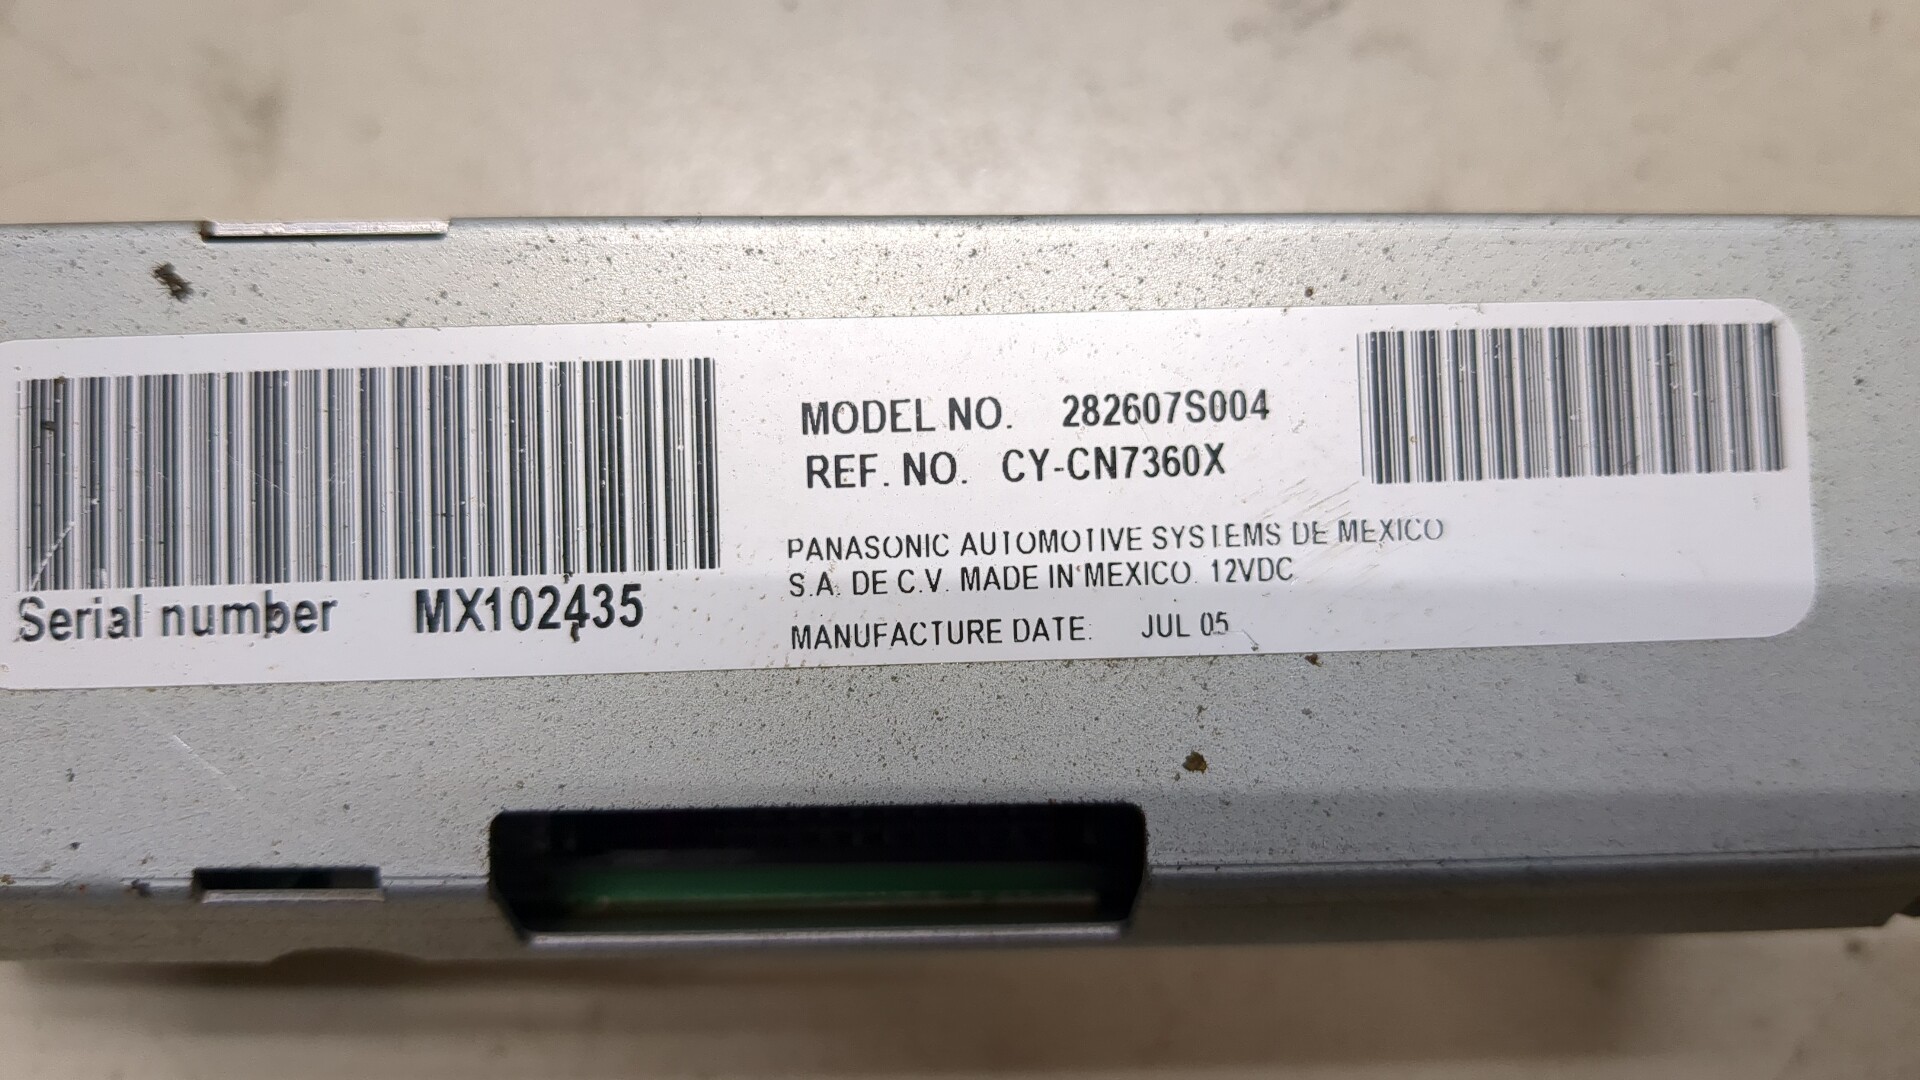 MODEL NO. 282607S004
REF. NO. CY-CN7360X
PANASONIC AUTOMOTIVE SYSTEMS DE MEXICO
S.A. DE C.V. MADE IN MEXICO. 12VDC
Serial number MX102435
MANUFACTURE DATE: JUL 05